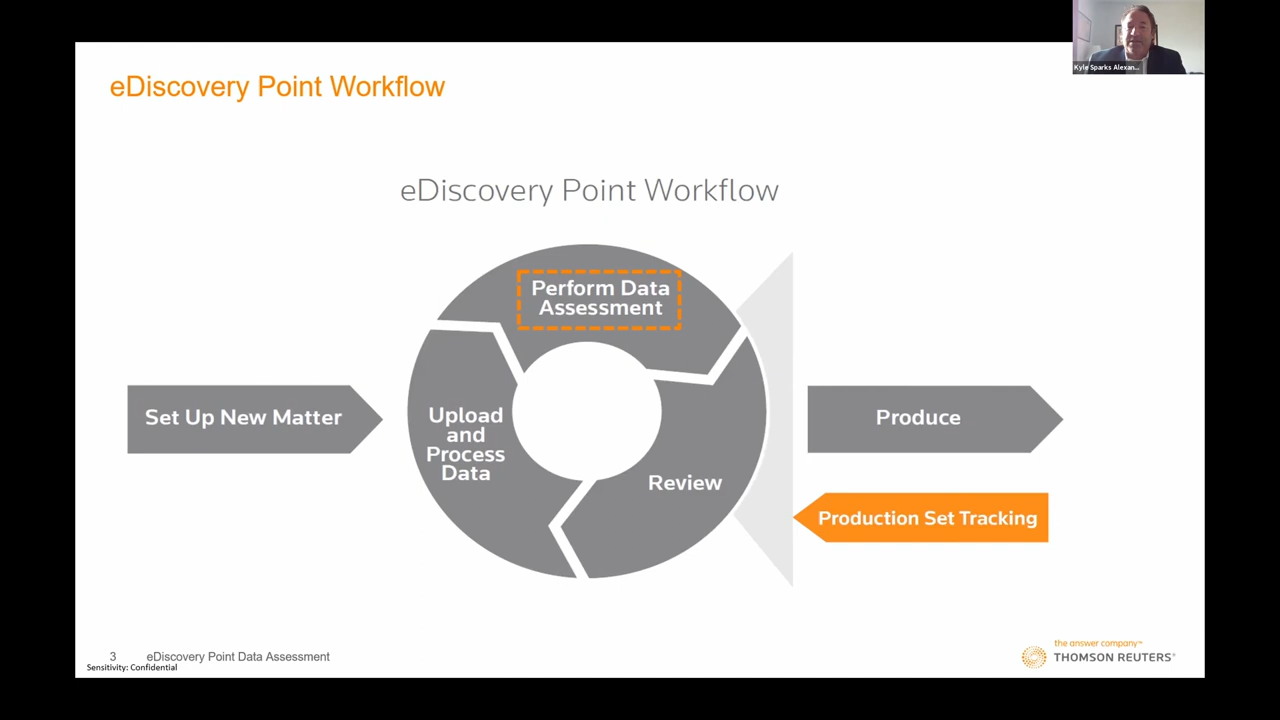 Kyle Sparks Alexan...
eDiscovery Point Workflow
eDiscovery Point Workflow
Perform Data
Assessment
Set Up New Matter
Upload
and
Process
Data
Review
Produce
Production Set Tracking
3 eDiscovery Point Data Assessment
Sensitivity: Confidential
the answer company™
THOMSON REUTERS®